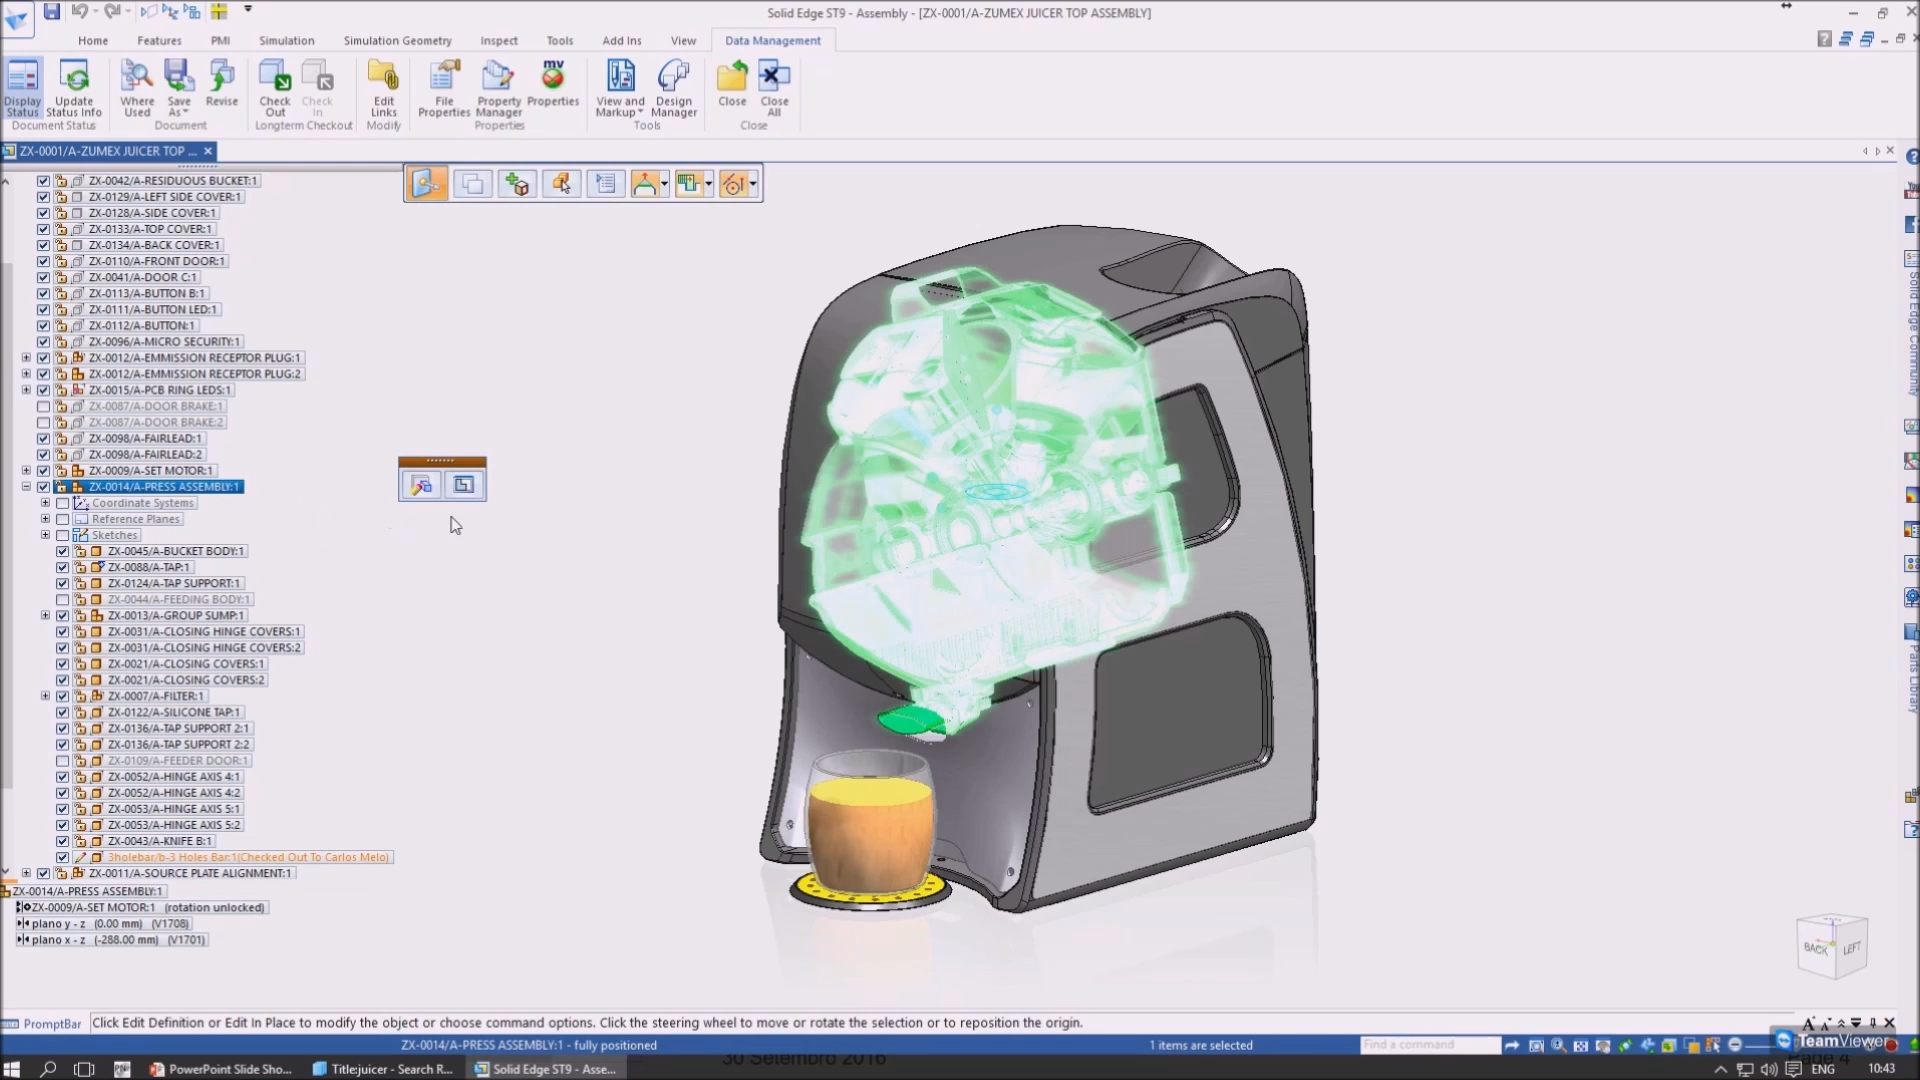 Solid Edge ST9 - Assembly - [ZX-0001/A-ZUMEX JUICER TOP ASSEMBLY]
Home Features PMI Simulation Simulation Geometry Inspect Tools Add Ins View Data Management
Display Status
Update Status Info
Where Used
Save As
Revise
Check Out
Check In
Edit Links
File Properties
Property Manager
mv
Properties
View and Markup
Design Manager
Close
Close All
Document Status Document Longterm Checkout Modify Properties Tools Close
ZX-0001/A-ZUMEX JUICER TOP ...
ZX-0042/A-RESIDUOUS BUCKET:1
ZX-0129/A-LEFT SIDE COVER:1
ZX-0128/A-SIDE COVER:1
ZX-0133/A-TOP COVER:1
ZX-0134/A-BACK COVER:1
ZX-0110/A-FRONT DOOR:1
ZX-0041/A-DOOR C:1
ZX-0113/A-BUTTON B:1
ZX-0111/A-BUTTON LED:1
ZX-0112/A-BUTTON:1
ZX-0096/A-MICRO SECURITY:1
ZX-0012/A-EMMISSION RECEPTOR PLUG:1
ZX-0012/A-EMMISSION RECEPTOR PLUG:2
ZX-0015/A-PCB RING LEDS:1
ZX-0087/A-DOOR BRAKE:1
ZX-0087/A-DOOR BRAKE:2
ZX-0098/A-FAIRLEAD:1
ZX-0098/A-FAIRLEAD:2
ZX-0009/A-SET MOTOR:1
ZX-0014/A-PRESS ASSEMBLY:1
Coordinate Systems
Reference Planes
Sketches
ZX-0045/A-BUCKET BODY:1
ZX-0088/A-TAP:1
ZX-0124/A-TAP SUPPORT:1
ZX-0044/A-FEEDING BODY:1
ZX-0013/A-GROUP SUMP:1
ZX-0031/A-CLOSING HINGE COVERS:1
ZX-0031/A-CLOSING HINGE COVERS:2
ZX-0021/A-CLOSING COVERS:1
ZX-0021/A-CLOSING COVERS:2
ZX-0007/A-FILTER:1
ZX-0122/A-SILICONE TAP:1
ZX-0136/A-TAP SUPPORT 2:1
ZX-0136/A-TAP SUPPORT 2:2
ZX-0109/A-FEEDER DOOR:1
ZX-0052/A-HINGE AXIS 4:1
ZX-0052/A-HINGE AXIS 4:2
ZX-0053/A-HINGE AXIS 5:1
ZX-0053/A-HINGE AXIS 5:2
ZX-0043/A-KNIFE B:1
3holebar/b-3 Holes Bar:1(Checked Out To Carlos Melo)
ZX-0011/A-SOURCE PLATE ALIGNMENT:1
ZX-0014/A-PRESS ASSEMBLY:1
ZX-0009/A-SET MOTOR:1 (rotation unlocked)
plano y - z (0.00 mm) (V1708)
plano x - z (-288.00 mm) (V1701)
BACK LEFT
Solid Edge Community
Parts Library
PromptBar Click Edit Definition or Edit In Place to modify the object or choose command options. Click the steering wheel to move or rotate the selection or to reposition the origin.
ZX-0014/A-PRESS ASSEMBLY:1 - fully positioned 1 items are selected Find a command
TeamViewer
30 Setembro 2016
Page 4
PowerPoint Slide Sho... Title:juicer - Search R... Solid Edge ST9 - Asse... ENG 10:43